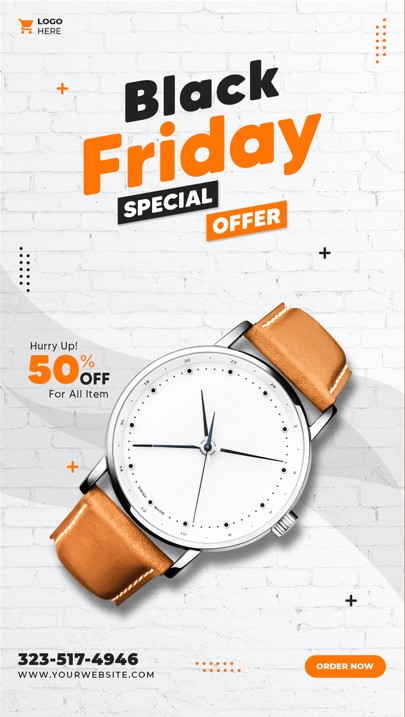 LOGO
HERE
Black
Friday
SPECIAL
OFFER
Hurry Up!
50% OFF
For All Item
323-517-4946
WWW.YOURWEBSITE.COM
ORDER NOW